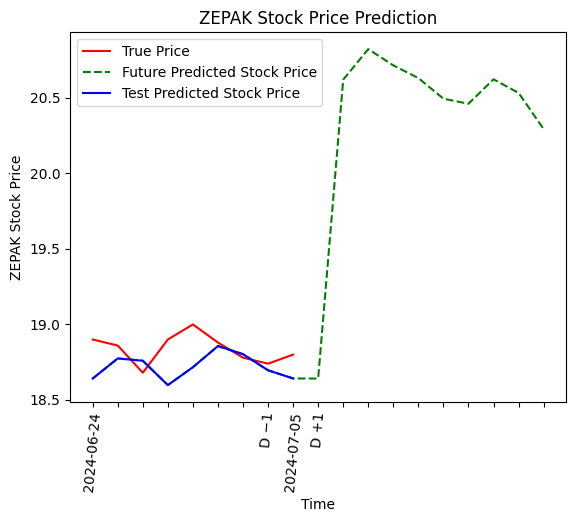 ZEPAK Stock Price Prediction
True Price
Future Predicted Stock Price
Test Predicted Stock Price
ZEPAK Stock Price
20.5
20.0
19.5
19.0
18.5
2024-06-24
D −1
2024-07-05
D +1
Time